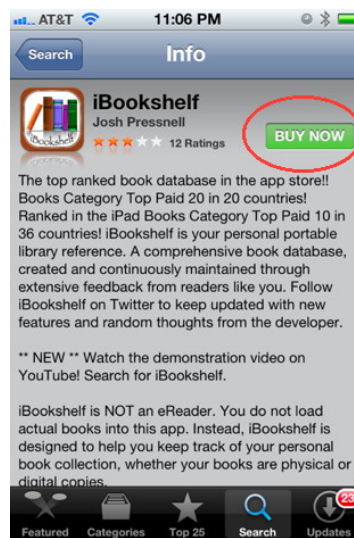 AT&T 11:06 PM
Search Info
iBookshelf
Josh Pressnell
12 Ratings
BUY NOW
iBookshelf
The top ranked book database in the app store!!
Books Category Top Paid 20 in 20 countries!
Ranked in the iPad Books Category Top Paid 10 in
36 countries! iBookshelf is your personal portable
library reference. A comprehensive book database,
created and continuously maintained through
extensive feedback from readers like you. Follow
iBookshelf on Twitter to keep updated with new
features and random thoughts from the developer.
** NEW ** Watch the demonstration video on
YouTube! Search for iBookshelf.
iBookshelf is NOT an eReader. You do not load
actual books into this app. Instead, iBookshelf is
designed to help you keep track of your personal
book collection, whether your books are physical or
digital copies.
23
Featured Categories Top 25 Search Updates